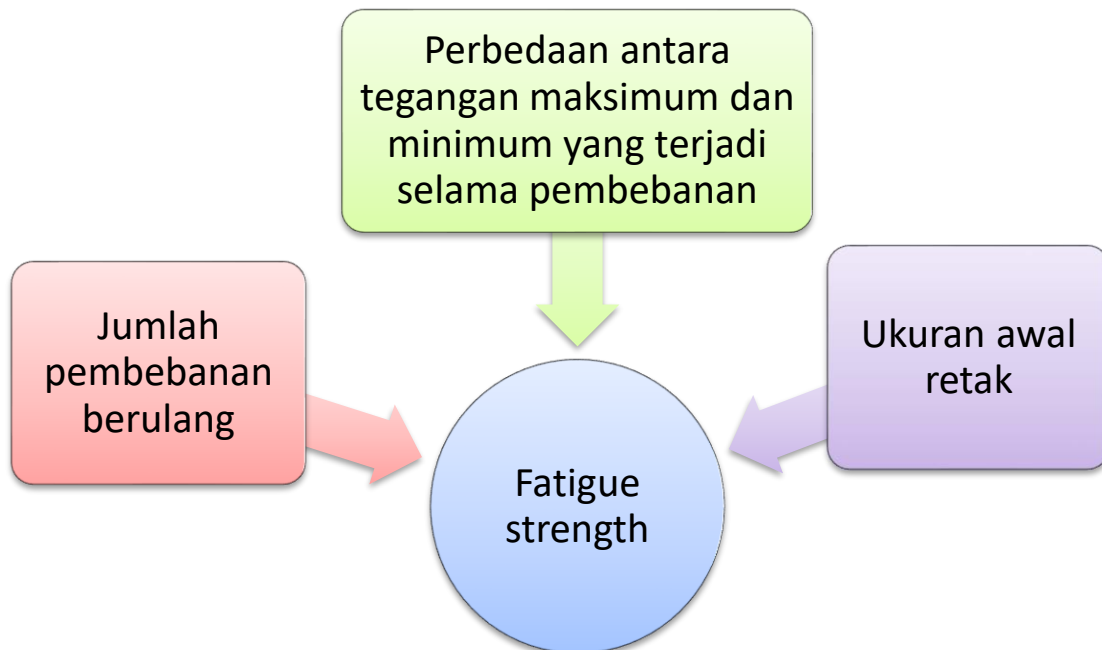 Perbedaan antara
tegangan maksimum dan
minimum yang terjadi
selama pembebanan
Jumlah
pembebanan
berulang
Ukuran awal
retak
Fatigue
strength